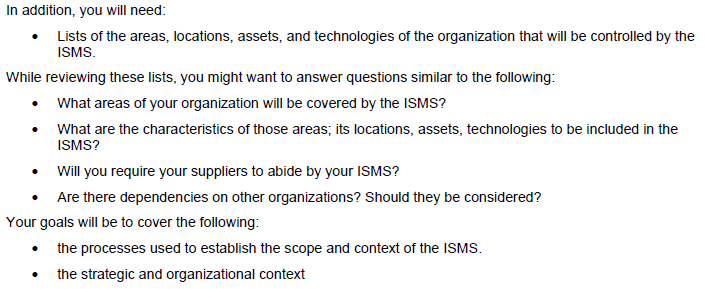 In addition, you will need:
• Lists of the areas, locations, assets, and technologies of the organization that will be controlled by the
ISMS.
While reviewing these lists, you might want to answer questions similar to the following:
• What areas of your organization will be covered by the ISMS?
• What are the characteristics of those areas; its locations, assets, technologies to be included in the
ISMS?
• Will you require your suppliers to abide by your ISMS?
• Are there dependencies on other organizations? Should they be considered?
Your goals will be to cover the following:
• the processes used to establish the scope and context of the ISMS.
• the strategic and organizational context